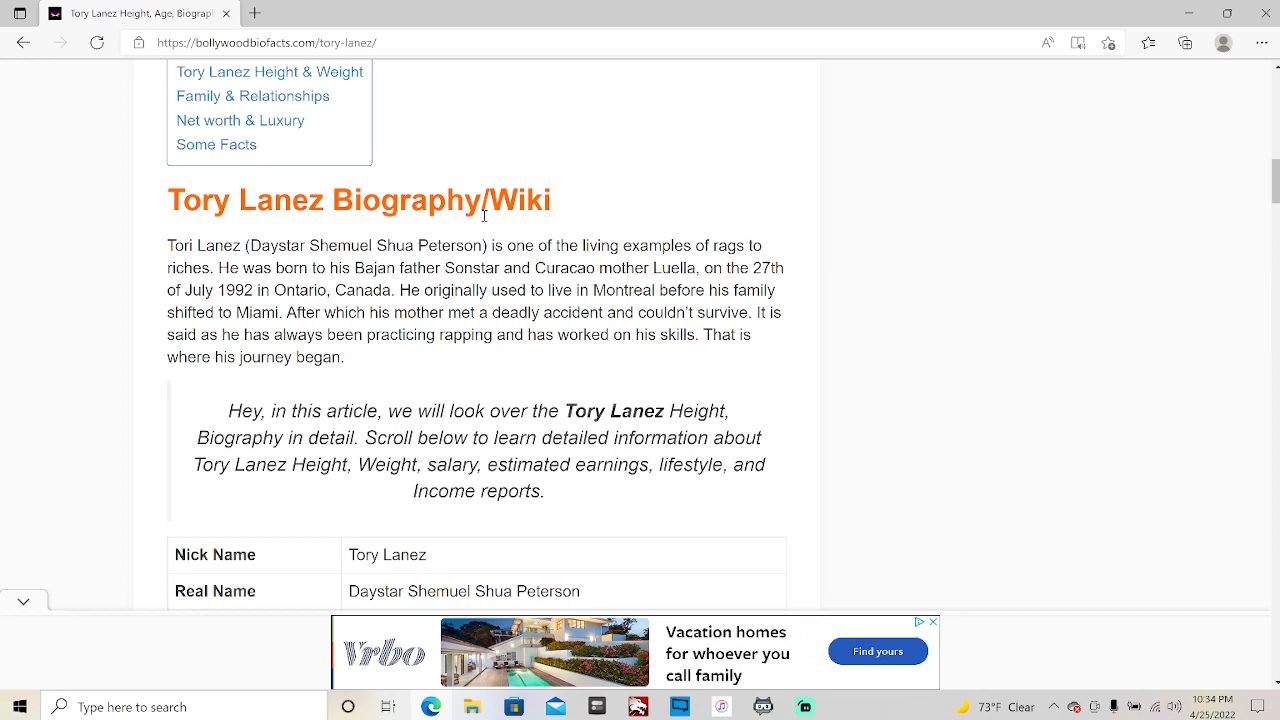 Tory Lanez Height, Age, Biograp
https://bollywoodbiofacts.com/tory-lanez/
Tory Lanez Height & Weight
Family & Relationships
Net worth & Luxury
Some Facts
Tory Lanez Biography/Wiki
Tori Lanez (Daystar Shemuel Shua Peterson) is one of the living examples of rags to
riches. He was born to his Bajan father Sonstar and Curacao mother Luella, on the 27th
of July 1992 in Ontario, Canada. He originally used to live in Montreal before his family
shifted to Miami. After which his mother met a deadly accident and couldn't survive. It is
said as he has always been practicing rapping and has worked on his skills. That is
where his journey began.
Hey, in this article, we will look over the Tory Lanez Height,
Biography in detail. Scroll below to learn detailed information about
Tory Lanez Height, Weight, salary, estimated earnings, lifestyle, and
Income reports.
Nick Name Tory Lanez
Real Name Daystar Shemuel Shua Peterson
Vrbo
Vacation homes
for whoever you
call family
Find yours
Type here to search
73°F Clear
10:34 PM
4/25/2022